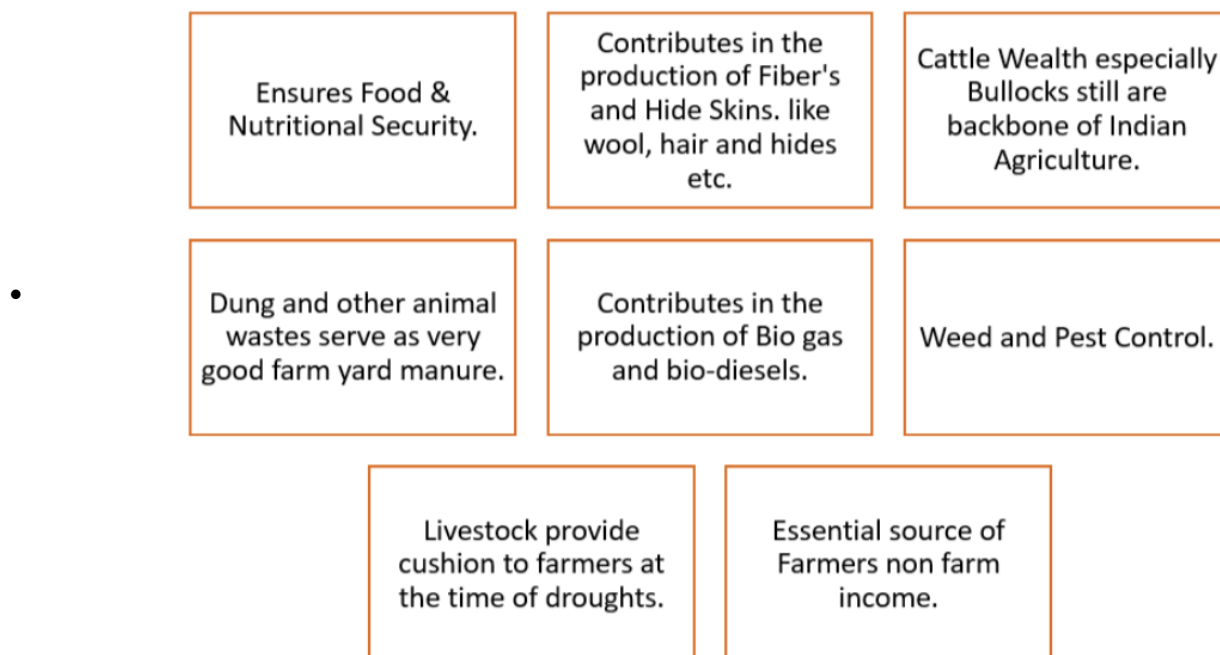 Ensures Food &
Nutritional Security.
Contributes in the
production of Fiber's
and Hide Skins. like
wool, hair and hides
etc.
Cattle Wealth especially
Bullocks still are
backbone of Indian
Agriculture.
Dung and other animal
wastes serve as very
good farm yard manure.
Contributes in the
production of Bio gas
and bio-diesels.
Weed and Pest Control.
Livestock provide
cushion to farmers at
the time of droughts.
Essential source of
Farmers non farm
income.